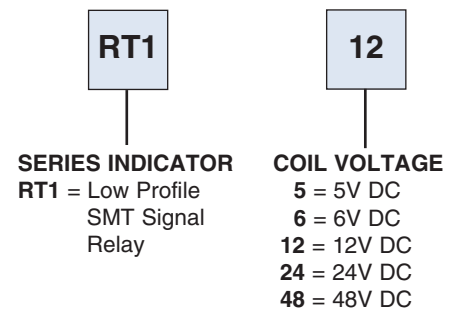 RT1
12
SERIES INDICATOR
RT1 = Low Profile
SMT Signal
Relay
COIL VOLTAGE
5 = 5V DC
6 = 6V DC
12 = 12V DC
24 = 24V DC
48 = 48V DC